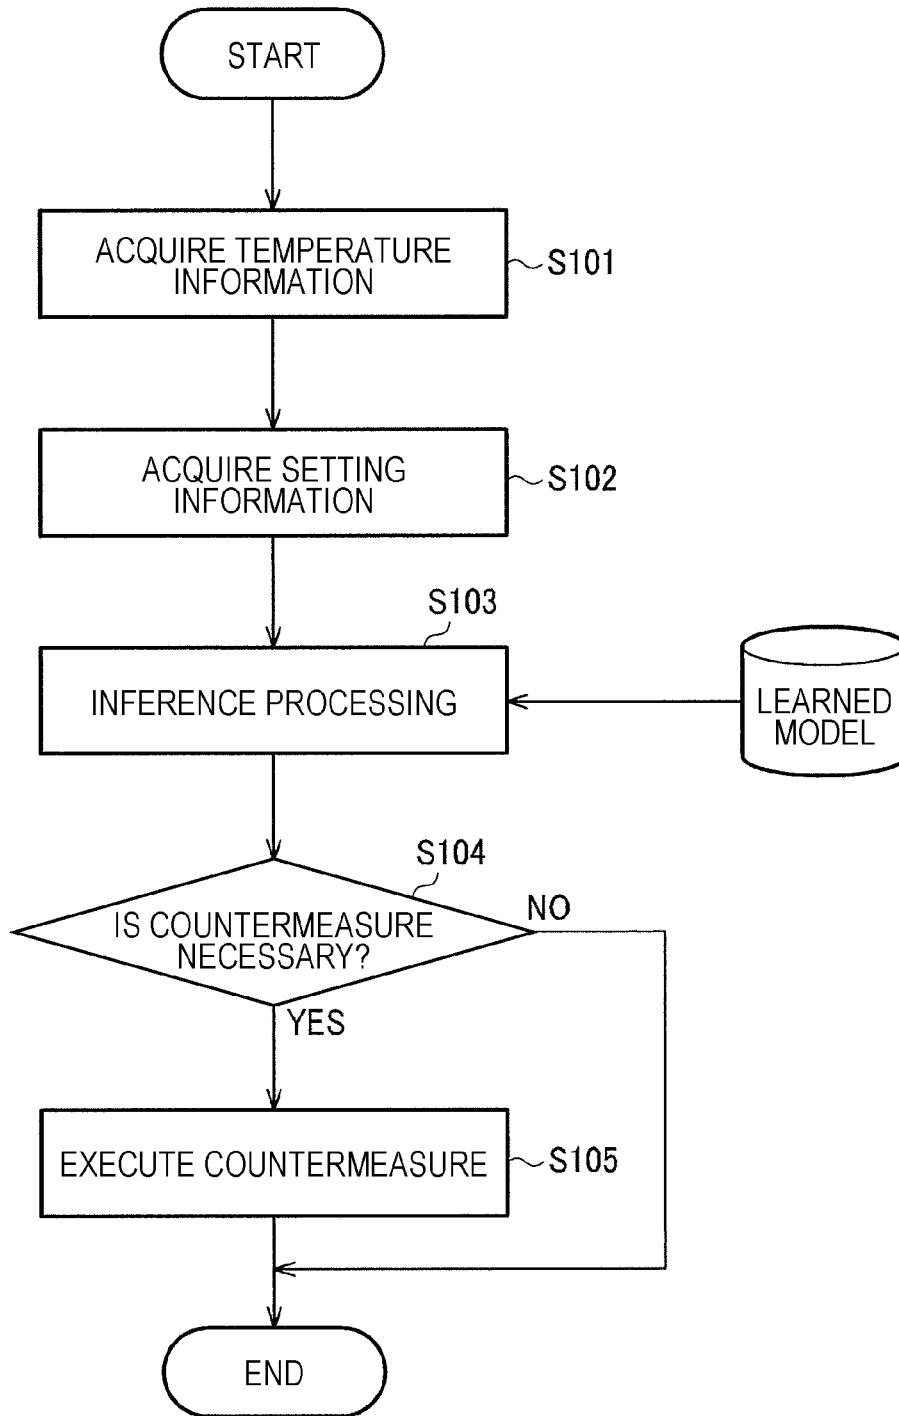 START
ACQUIRE TEMPERATURE
INFORMATION
S101
ACQUIRE SETTING
INFORMATION
S102
S103
INFERENCE PROCESSING
LEARNED
MODEL
S104
IS COUNTERMEASURE
NECESSARY?
NO
YES
EXECUTE COUNTERMEASURE
S105
END